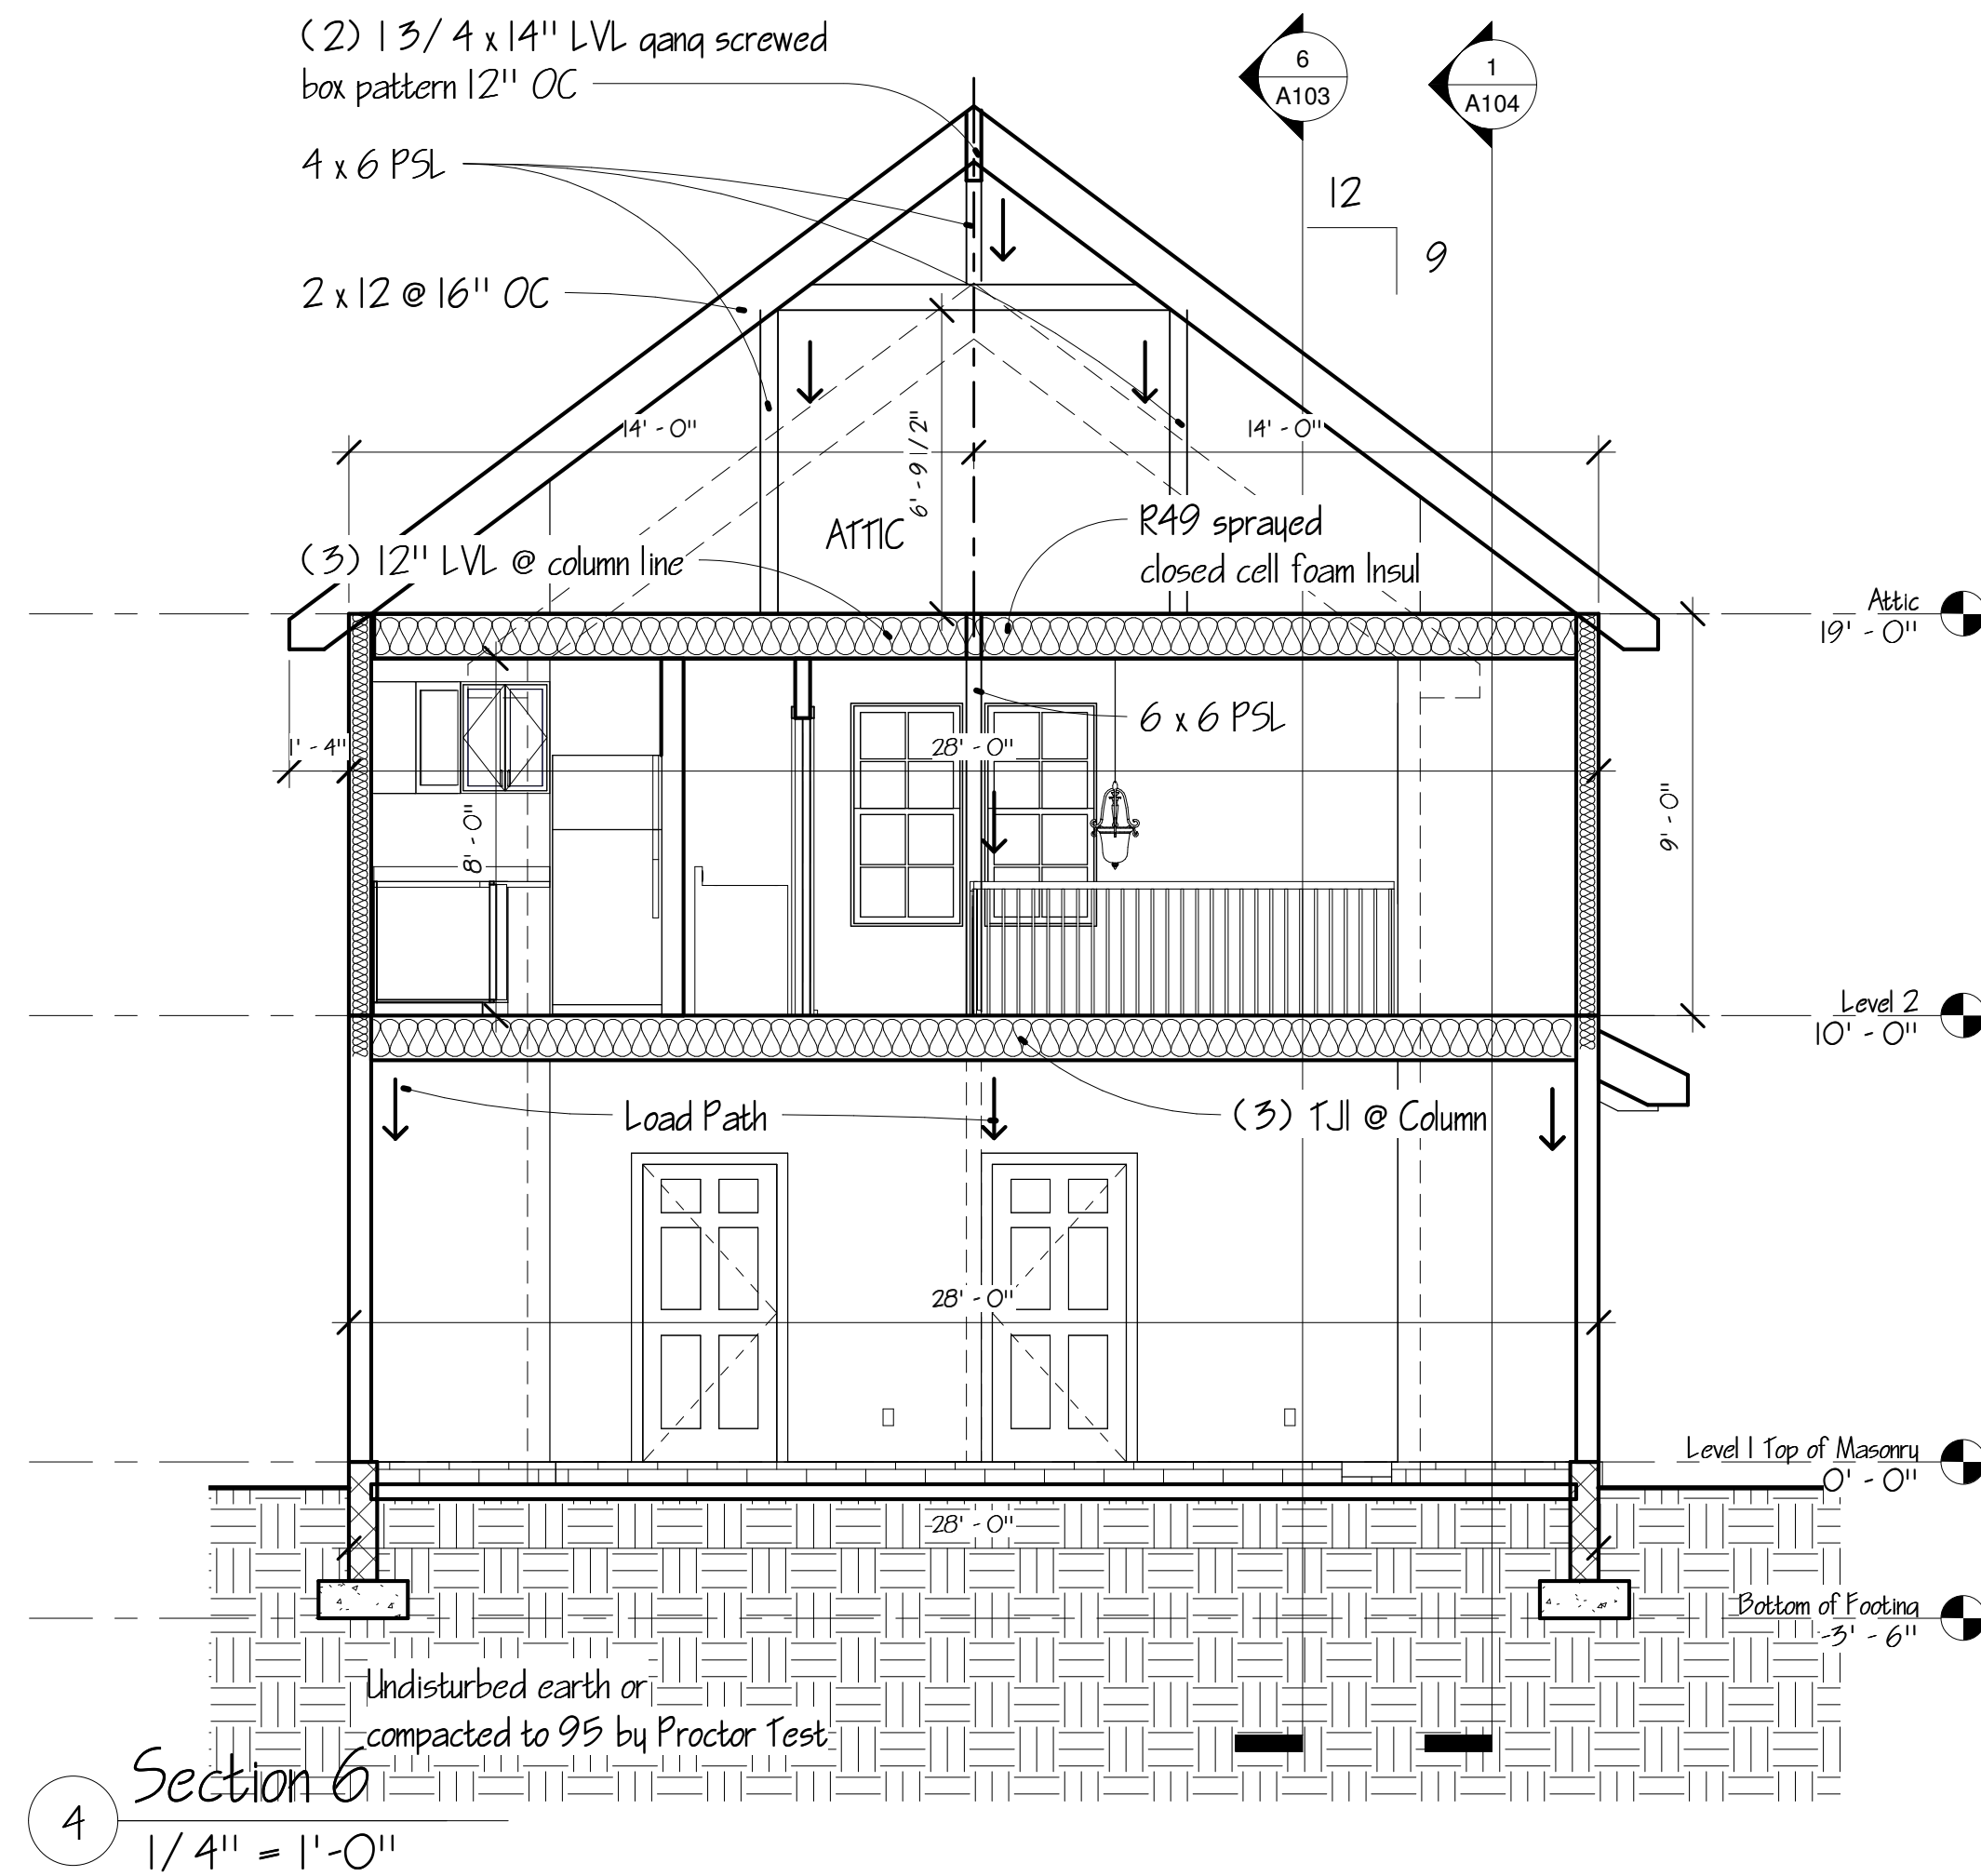 (2) 1 3/4 x 14" LVL gang screwed
box pattern 12" OC
6
A103
1
A104
4 x 6 PSL
12
9
2 x 12 @ 16" OC
14' - 0"
14' - 0"
6' - 9 1/2"
ATTIC
R49 sprayed
closed cell foam Insul
(3) 12" LVL @ column line
Attic
19' - 0"
6 x 6 PSL
1' - 4"
28' - 0"
8' - 0"
9' - 0"
Level 2
10' - 0"
Load Path
(3) TJI @ Column
28' - 0"
Level 1 Top of Masonry
0' - 0"
28' - 0"
Bottom of Footing
-3' - 6"
Undisturbed earth or
compacted to 95 by Proctor Test
4
Section 6
1/4" = 1'-0"